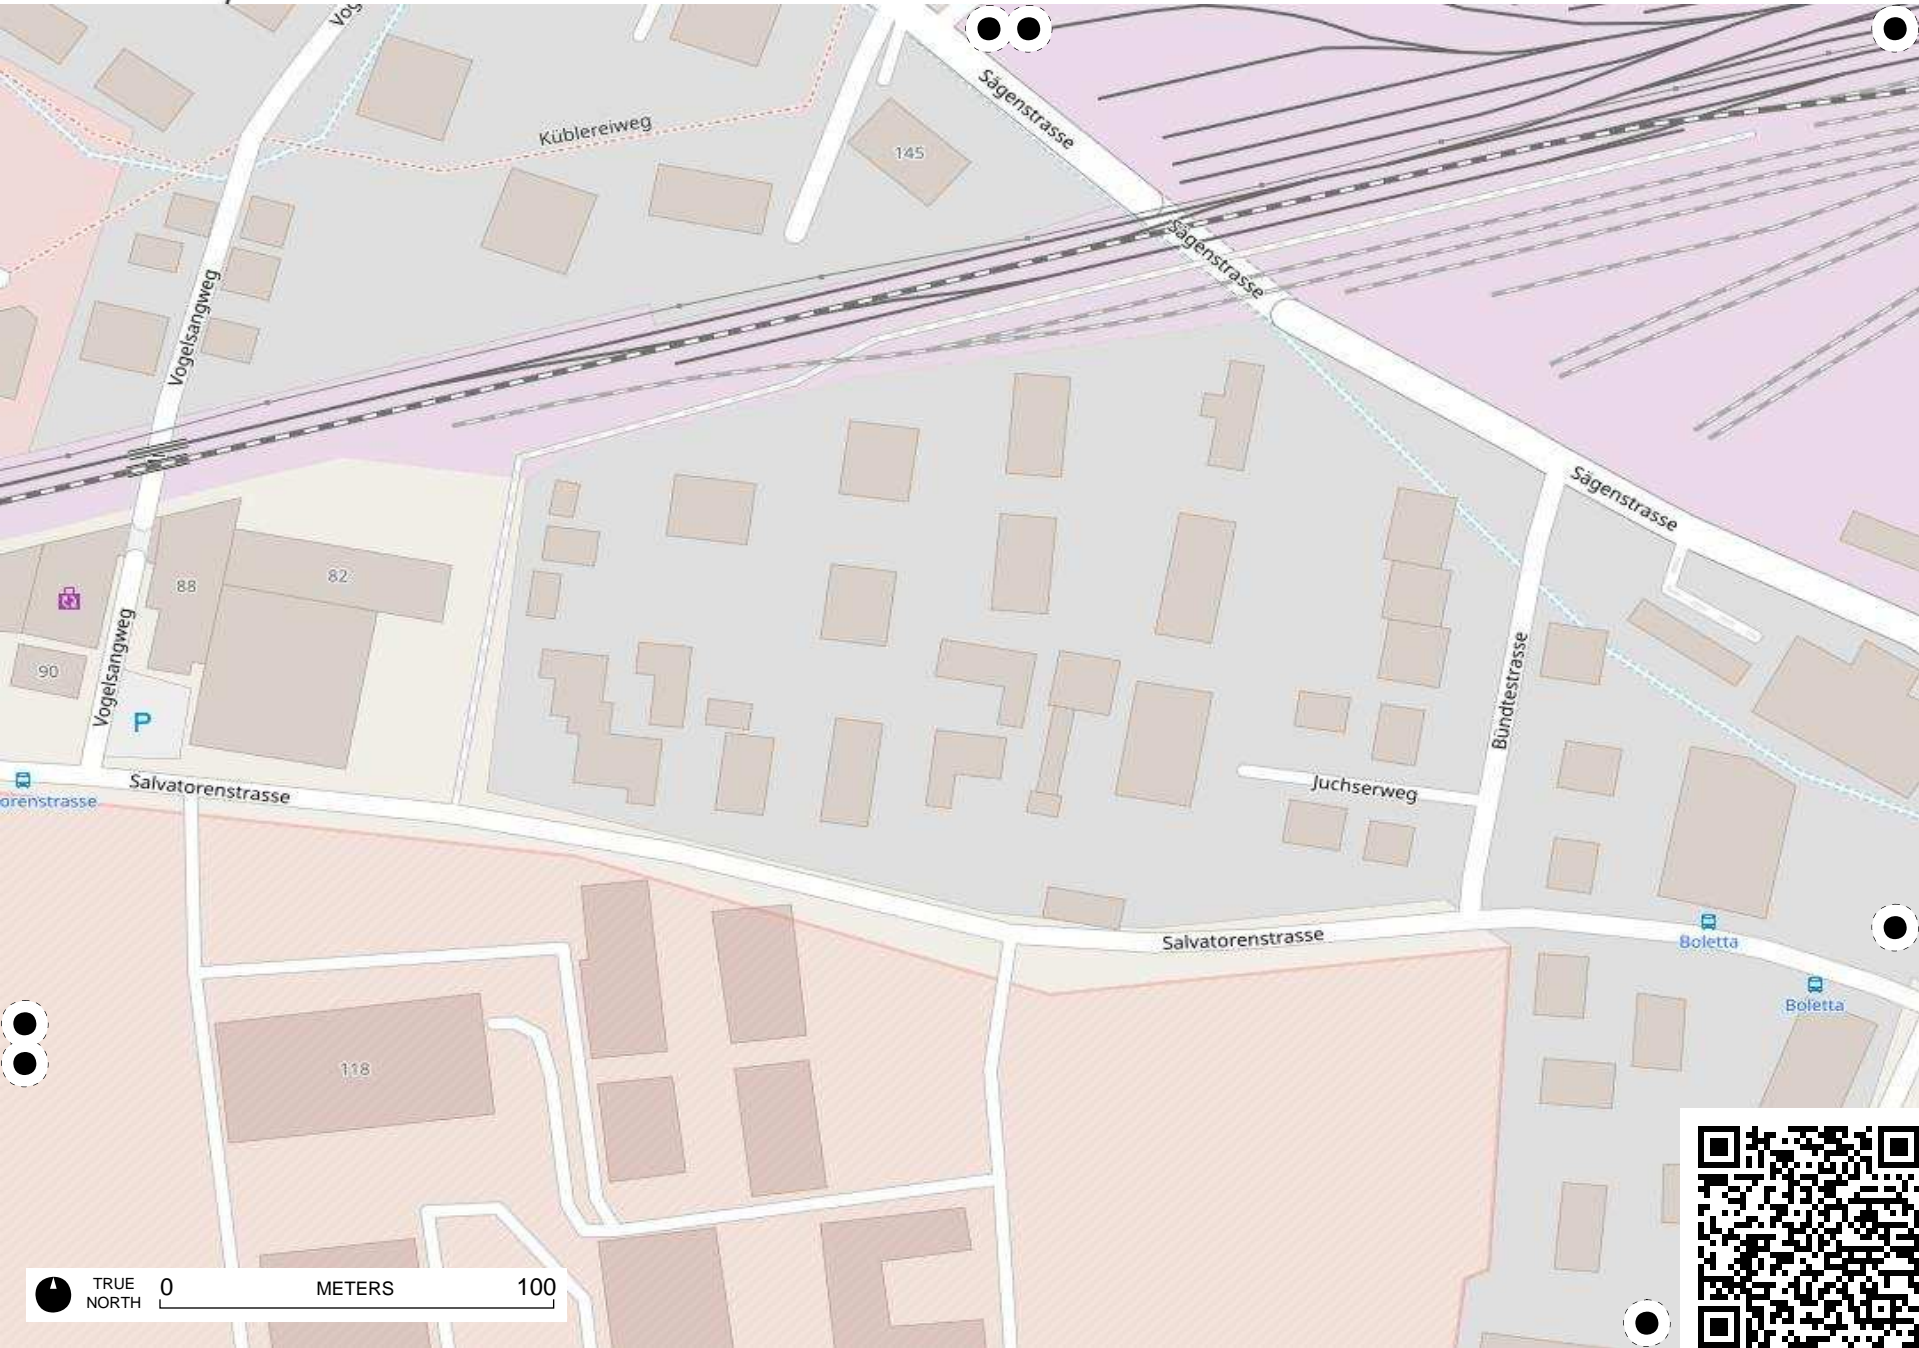 Sägenstrasse
Küblereiweg
145
Sägenstrasse
Vogelsangweg
Sägenstrasse
82
88
90
Vogelsangweg
Bündtestrasse
P
Salvatorenstrasse
Juchserweg
orenstrasse
Salvatorenstrasse
Boletta
Boletta
118
TRUE NORTH
0 METERS 100